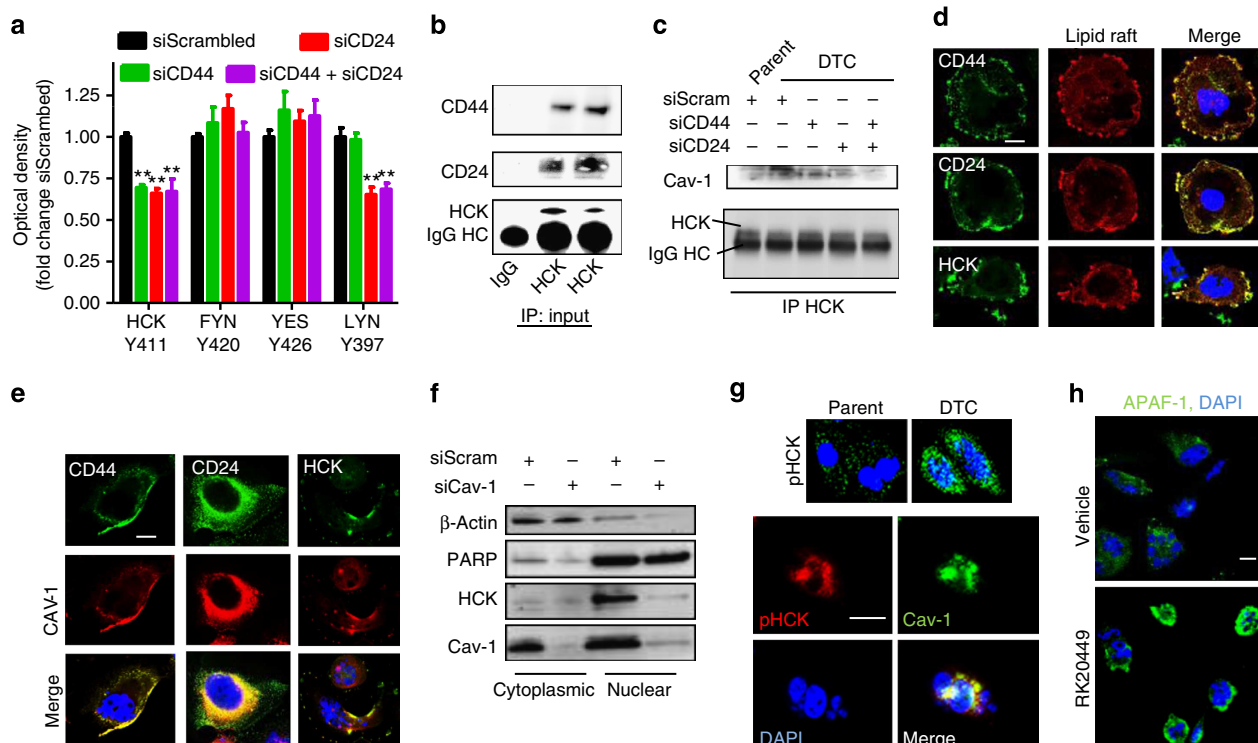 a
siScrambled
siCD24
siCD44
siCD44 + siCD24
Optical density
(fold change siScrambed)
1.25
1.00
0.75
0.50
0.25
0.00
** ** **
** **
HCK FYN YES LYN
Y411 Y420 Y426 Y397
b
CD44
CD24
HCK
IgG HC
IgG HCK HCK
IP: input
c
Parent DTC
siScram + + – – –
siCD44 – – + – +
siCD24 – – – + +
Cav-1
HCK
IgG HC
IP HCK
d
Lipid raft Merge
CD44
CD24
HCK
e
CD44 CD24 HCK
CAV-1
Merge
f
siScram + – + –
siCav-1 – + – +
β-Actin
PARP
HCK
Cav-1
Cytoplasmic Nuclear
g
Parent DTC
pHCK
pHCK Cav-1
DAPI Merge
h
APAF-1, DAPI
Vehicle
RK20449